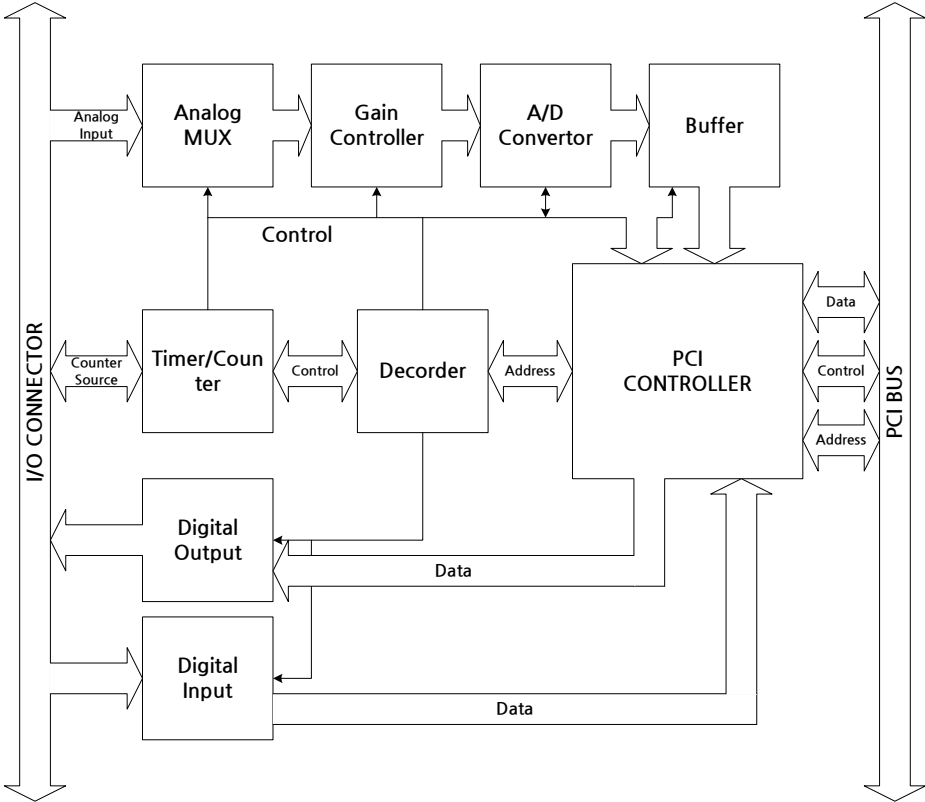 Analog
Input
Analog
MUX
Gain
Controller
A/D
Convertor
Buffer
Control
I/O CONNECTOR
Counter
Source
Timer/Coun
ter
Control
Decorder
Address
PCI
CONTROLLER
Data
Control
Address
PCI BUS
Digital
Output
Data
Digital
Input
Data